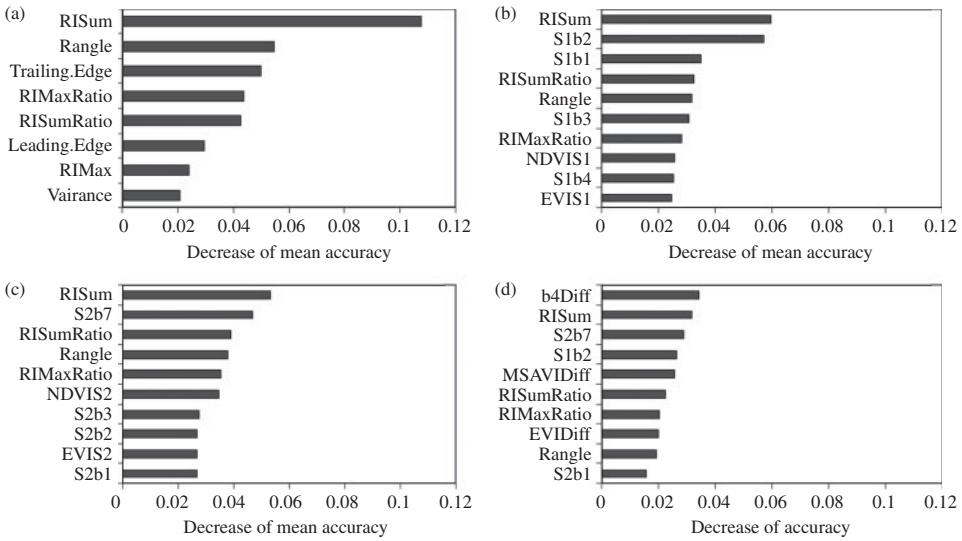 (a)
RISum
Rangle
Trailing.Edge
RIMaxRatio
RISumRatio
Leading.Edge
RIMax
Vairance
0 0.02 0.04 0.06 0.08 0.1 0.12
Decrease of mean accuracy
(b)
RISum
S1b2
S1b1
RISumRatio
Rangle
S1b3
RIMaxRatio
NDVIS1
S1b4
EVIS1
0 0.02 0.04 0.06 0.08 0.1 0.12
Decrease of mean accuracy
(c)
RISum
S2b7
RISumRatio
Rangle
RIMaxRatio
NDVIS2
S2b3
S2b2
EVIS2
S2b1
0 0.02 0.04 0.06 0.08 0.1 0.12
Decrease of mean accuracy
(d)
b4Diff
RISum
S2b7
S1b2
MSAVIDiff
RISumRatio
RIMaxRatio
EVIDiff
Rangle
S2b1
0 0.02 0.04 0.06 0.08 0.1 0.12
Decrease of accuracy